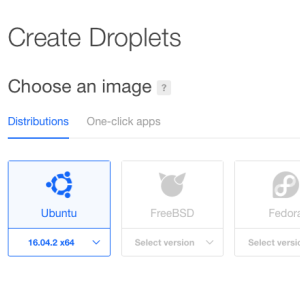 Create Droplets
Choose an image ?
Distributions One-click apps
Ubuntu FreeBSD Fedora
16.04.2 x64 Select version Select versio